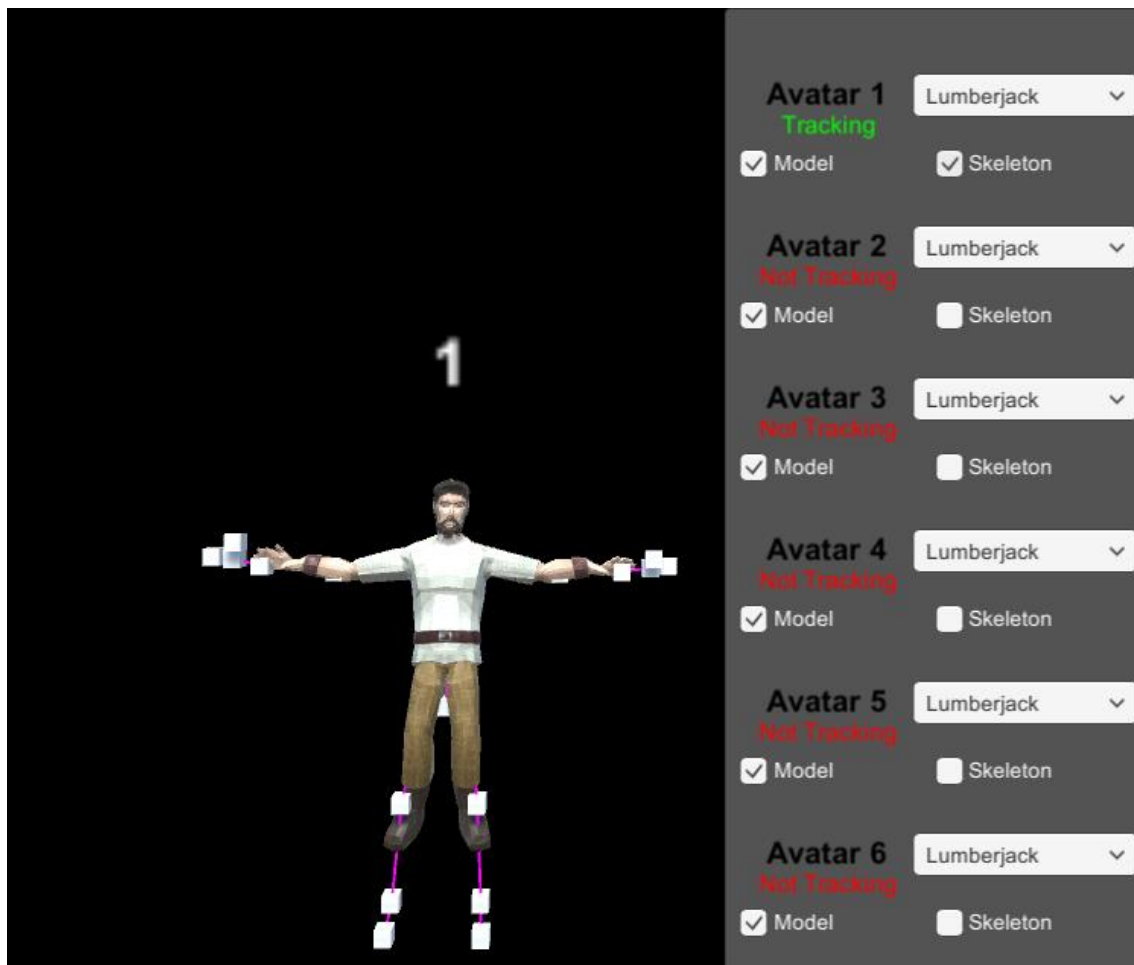 1
Avatar 1
Lumberjack
Tracking
Model
Skeleton
Avatar 2
Lumberjack
Not Tracking
Model
Skeleton
Avatar 3
Lumberjack
Not Tracking
Model
Skeleton
Avatar 4
Lumberjack
Not Tracking
Model
Skeleton
Avatar 5
Lumberjack
Not Tracking
Model
Skeleton
Avatar 6
Lumberjack
Not Tracking
Model
Skeleton